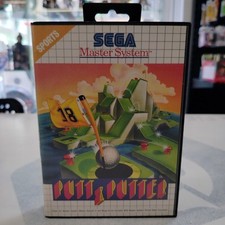 SPORTS
SEGA
Master System
18
PUTT & PUTTER